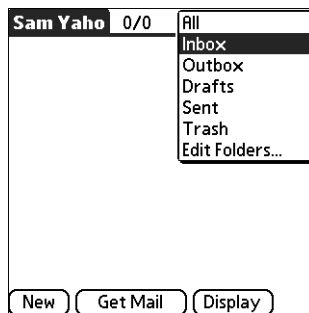 Sam Yaho 0/0 All
Inbox
Outbox
Drafts
Sent
Trash
Edit Folders...
New Get Mail Display